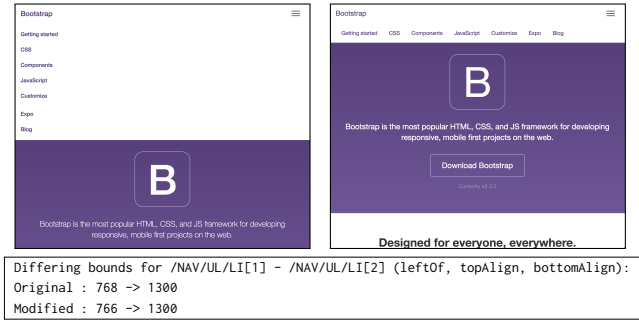 Bootstrap
Getting started
CSS
Components
JavaScript
Customize
Expo
Blog
B
Bootstrap is the most popular HTML, CSS, and JS framework for developing
responsive, mobile first projects on the web.
Bootstrap
Getting started CSS Components JavaScript Customize Expo Blog
B
Bootstrap is the most popular HTML, CSS, and JS framework for developing
responsive, mobile first projects on the web.
Download Bootstrap
Currently v3.3.2
Designed for everyone, everywhere.
Differing bounds for /NAV/UL/LI[1] – /NAV/UL/LI[2] (leftOf, topAlign, bottomAlign):
Original : 768 -> 1300
Modified : 766 -> 1300